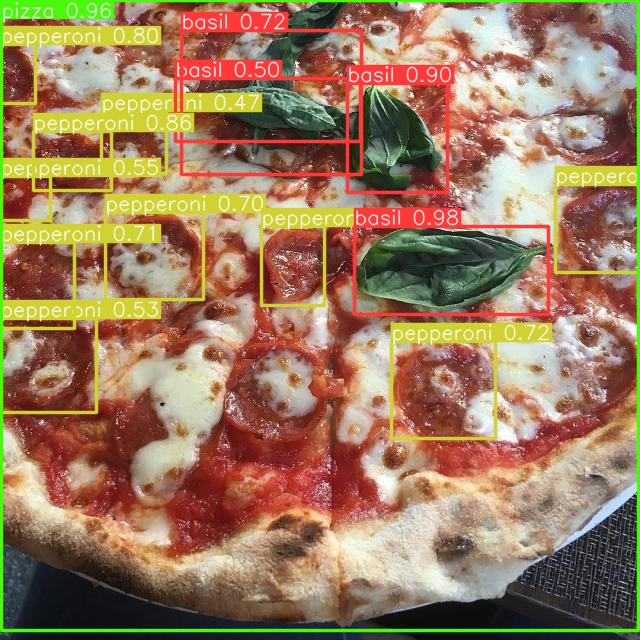 pizza 0.96
basil 0.72
pepperoni 0.80
basil 0.50
basil 0.90
pepperoni 0.47
pepperoni 0.86
pepperoni 0.55
peppero
pepperoni 0.70
pepperon
basil 0.98
pepperoni 0.71
pepperoni 0.53
pepperoni 0.72